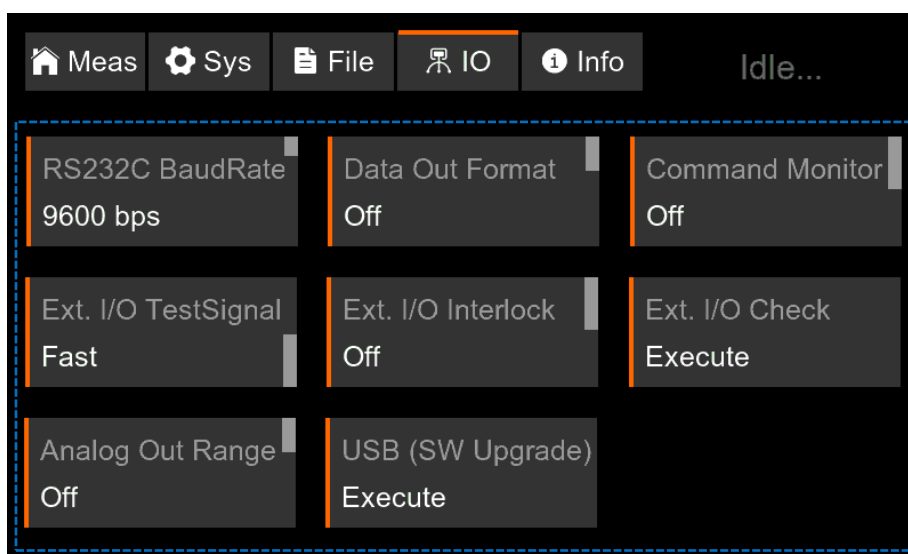 Meas Sys File IO Info Idle...
RS232C BaudRate Data Out Format Command Monitor
9600 bps Off Off
Ext. I/O TestSignal Ext. I/O Interlock Ext. I/O Check
Fast Off Execute
Analog Out Range USB (SW Upgrade)
Off Execute